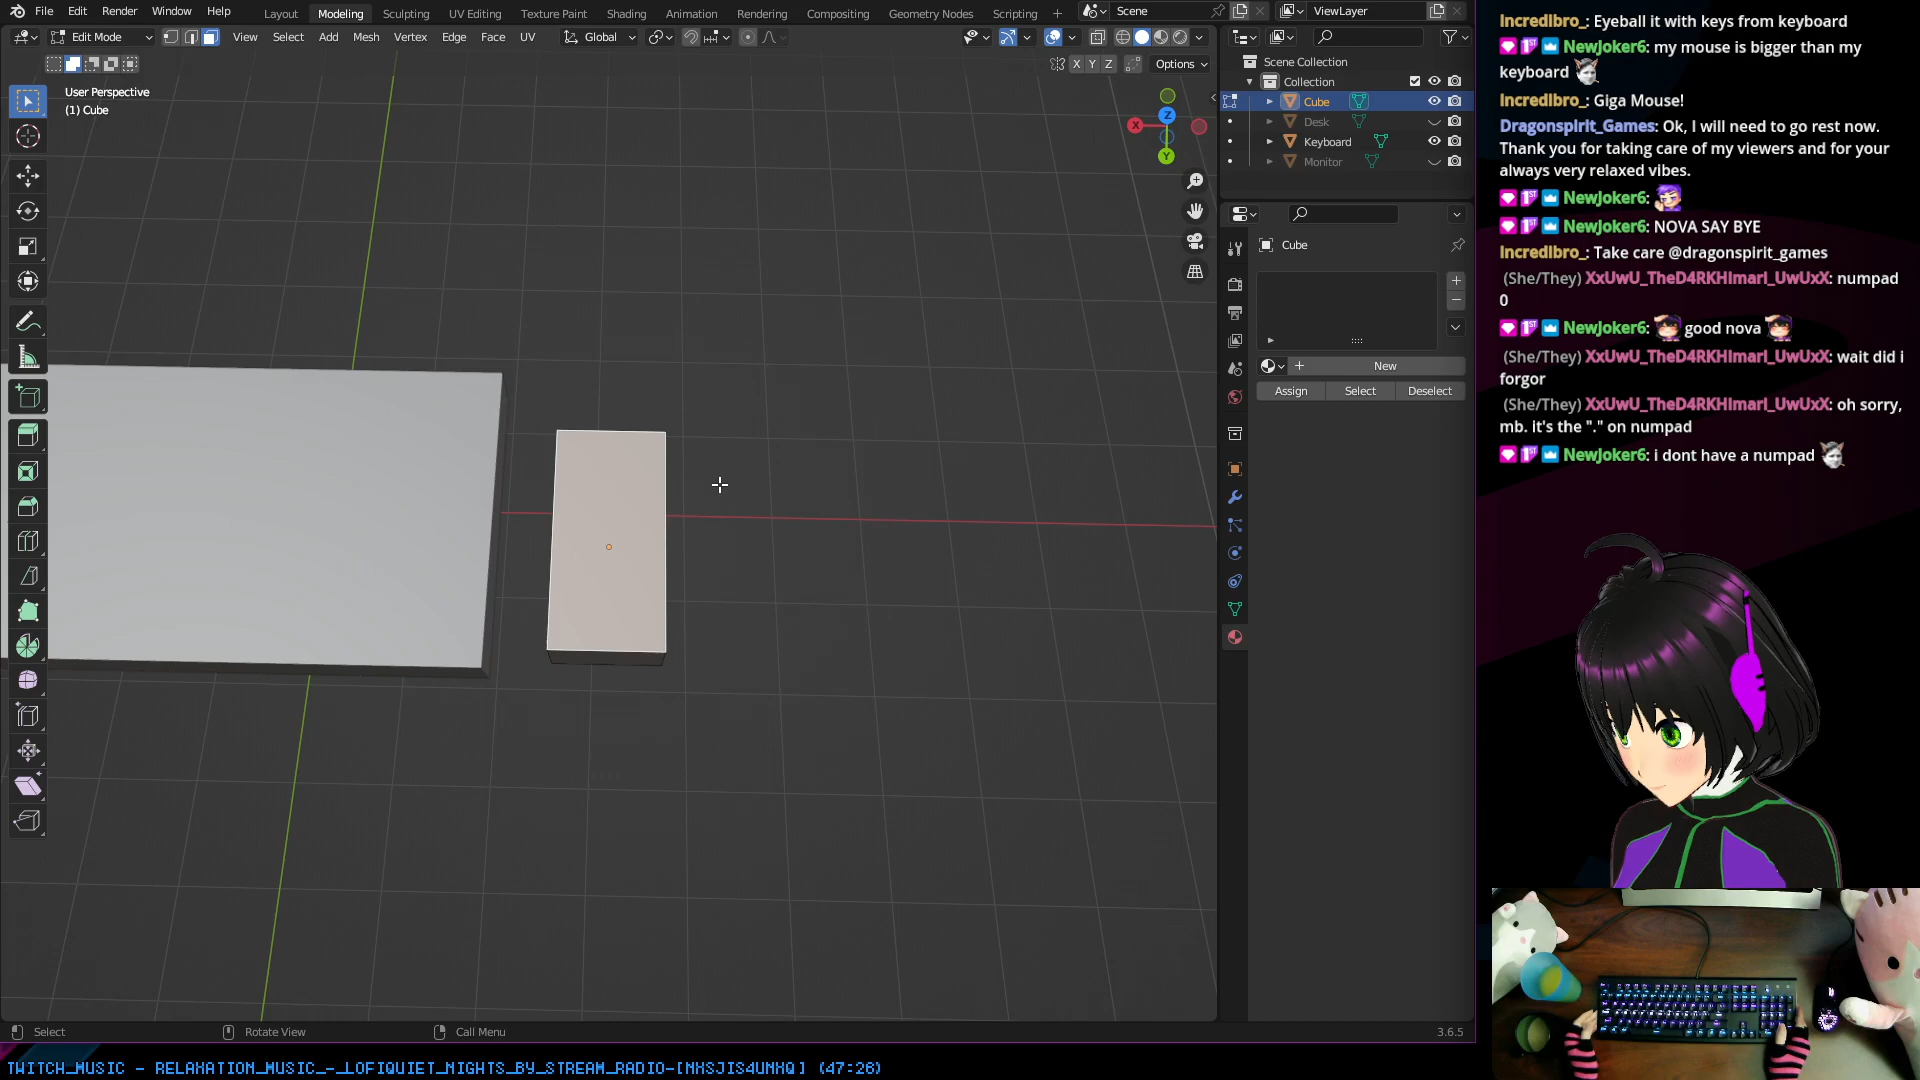 File Edit Render Window Help Layout Modeling Sculpting UV Editing Texture Paint Shading Animation Rendering Compositing Geometry Nodes Scripting + Scene ViewLayer
Edit Mode View Select Add Mesh Vertex Edge Face UV Global
X Y Z Options
User Perspective
(1) Cube
X
Z
Y
Scene Collection
Collection
Cube
Desk
Keyboard
Monitor
Cube
New
Assign Select Deselect
Select Rotate View Call Menu 3.6.5
IncredIbro_: Eyeball it with keys from keyboard
NewJoker6: my mouse is bigger than my
keyboard
IncredIbro_: Giga Mouse!
Dragonspirit_Games: Ok, I will need to go rest now.
Thank you for taking care of my viewers and for your
always very relaxed vibes.
NewJoker6:
NewJoker6: NOVA SAY BYE
IncredIbro_: Take care @dragonspirit_games
(She/They) XxUwU_TheD4RKHImarI_UwUxX: numpad
0
NewJoker6: good nova
(She/They) XxUwU_TheD4RKHImarI_UwUxX: wait did i
forgor
(She/They) XxUwU_TheD4RKHImarI_UwUxX: oh sorry,
mb. it's the "." on numpad
NewJoker6: i dont have a numpad
TWITCH_MUSIC - RELAXATION_MUSIC_-_LOFIQUIET_NIGHTS_BY_STREAM_RADIO-[NXSJIS4UNXQ] (47:26)